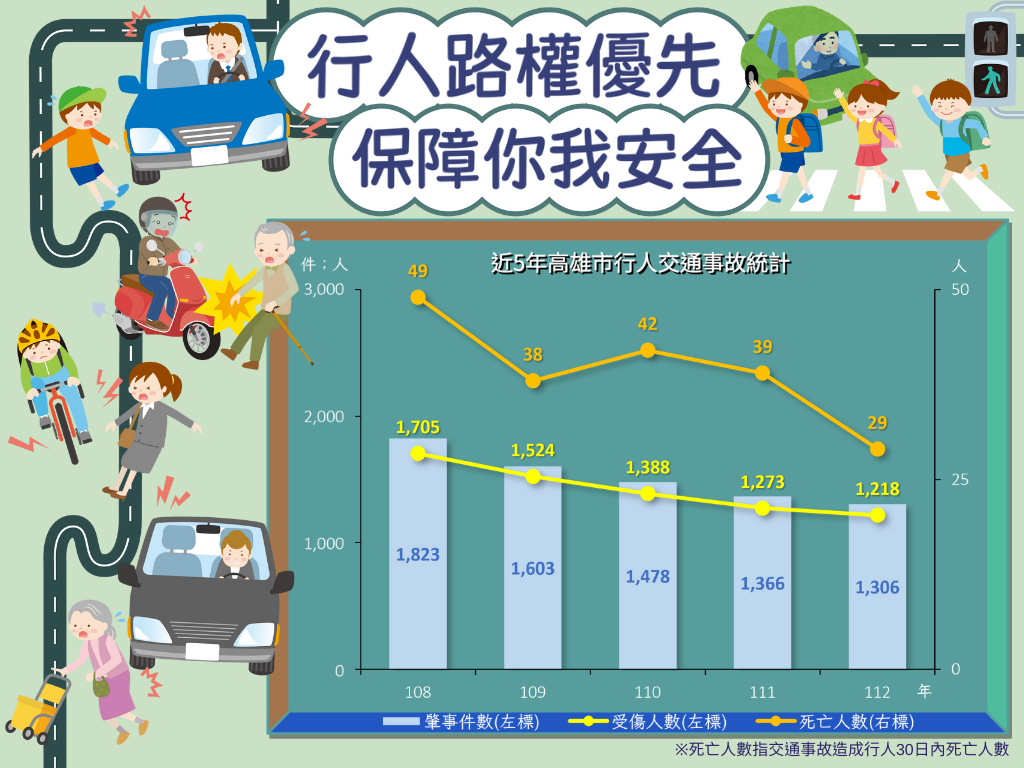 行人路權優先
保障你我安全
近5年高雄市行人交通事故統計
件；人
人
3,000
2,000
1,000
0
50
25
0
49
38
42
39
29
1,705
1,524
1,388
1,273
1,218
1,823
1,603
1,478
1,366
1,306
108 109 110 111 112 年
肇事件數(左標) 受傷人數(左標) 死亡人數(右標)
※死亡人數指交通事故造成行人30日內死亡人數